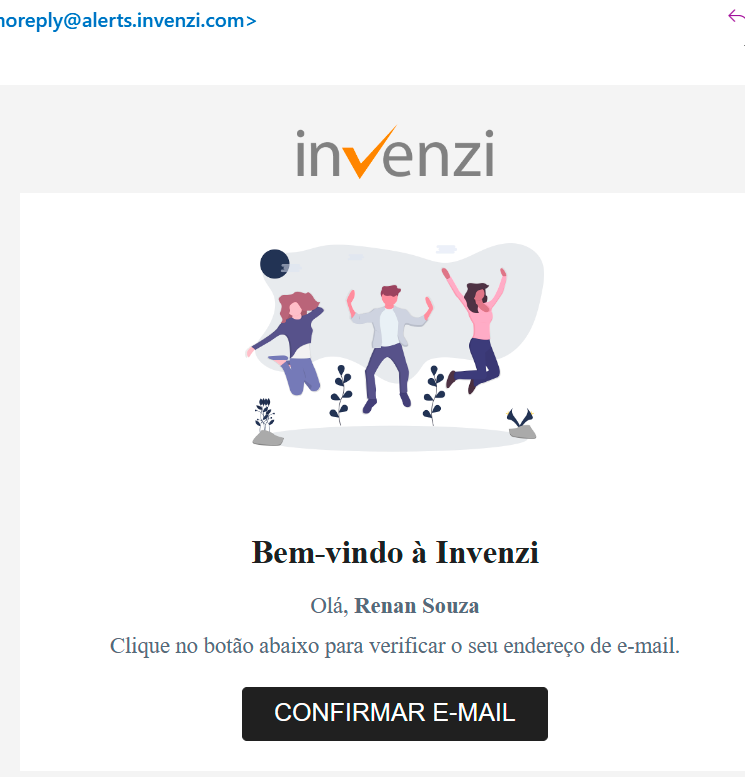 noreply@alerts.invenzi.com>
invenzi
Bem-vindo à Invenzi
Olá, Renan Souza
Clique no botão abaixo para verificar o seu endereço de e-mail.
CONFIRMAR E-MAIL